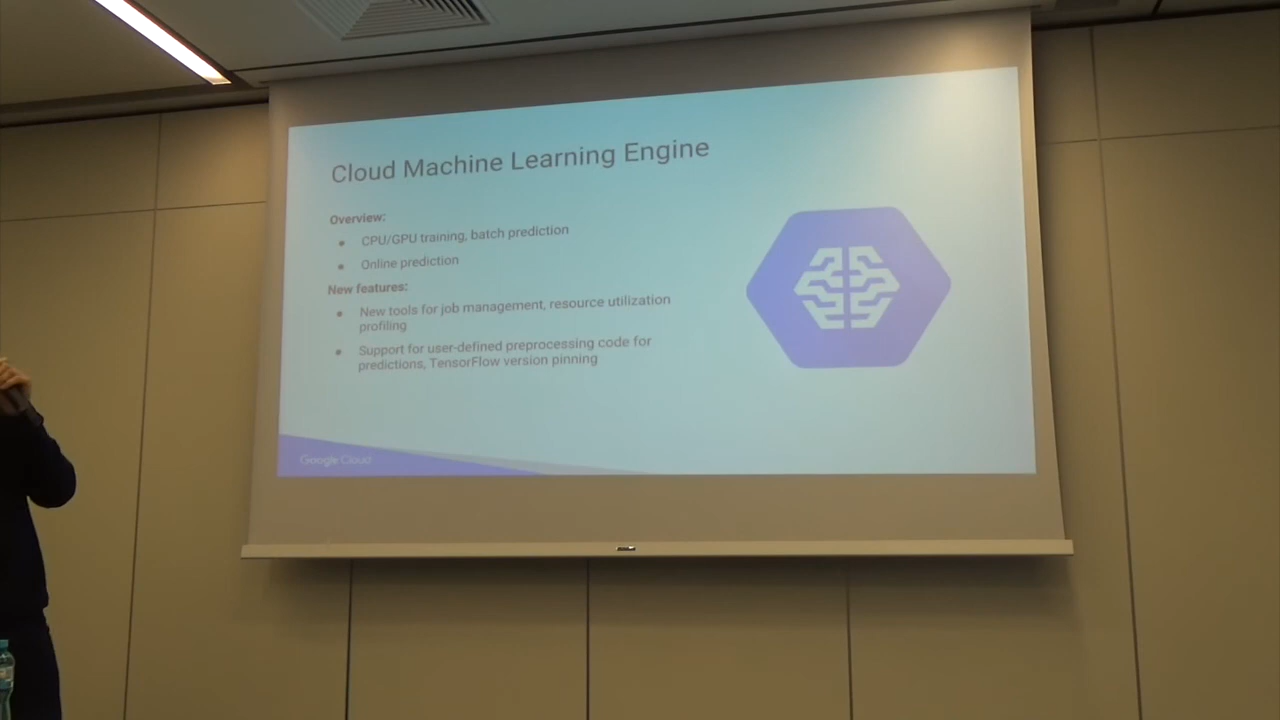 Cloud Machine Learning Engine
Overview:
● CPU/GPU training, batch prediction
● Online prediction
New features:
● New tools for job management, resource utilization
profiling
● Support for user-defined preprocessing code for
predictions, TensorFlow version pinning
Google Cloud